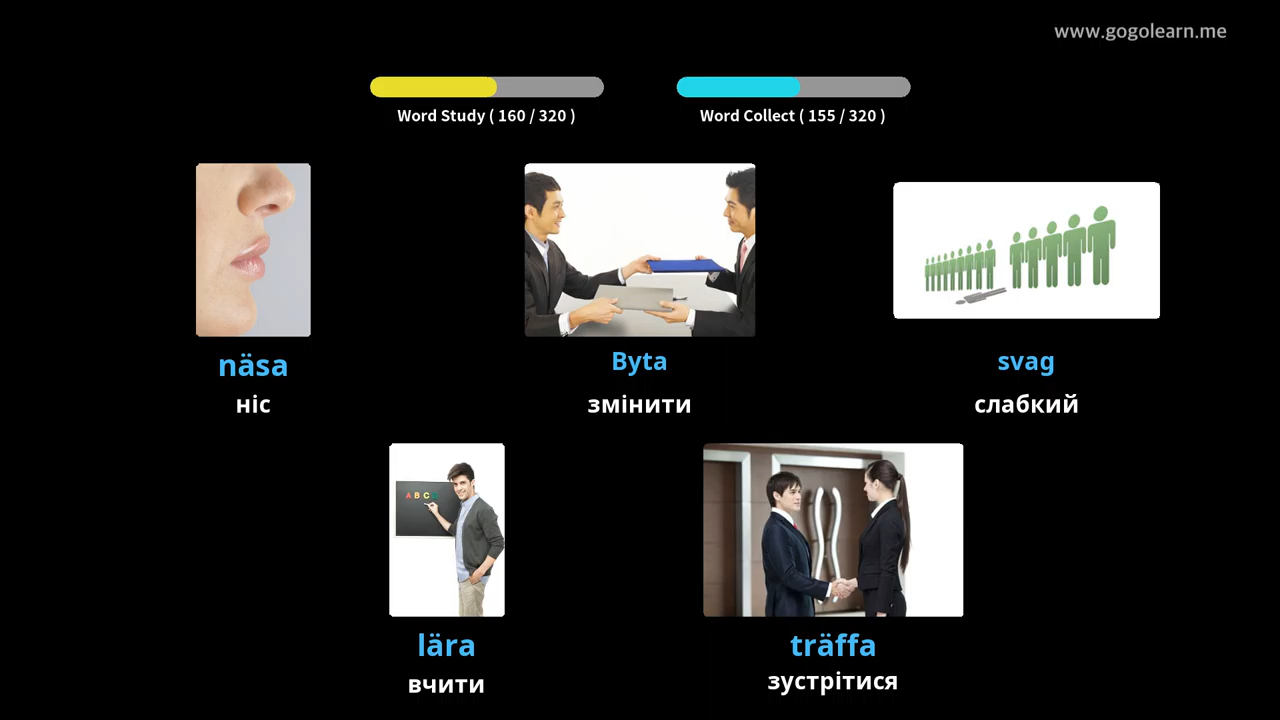 www.gogolearn.me
Word Study ( 160 / 320 )
Word Collect ( 155 / 320 )
näsa
Byta
svag
ніс
змінити
слабкий
A B C D
lära
träffa
вчити
зустрітися